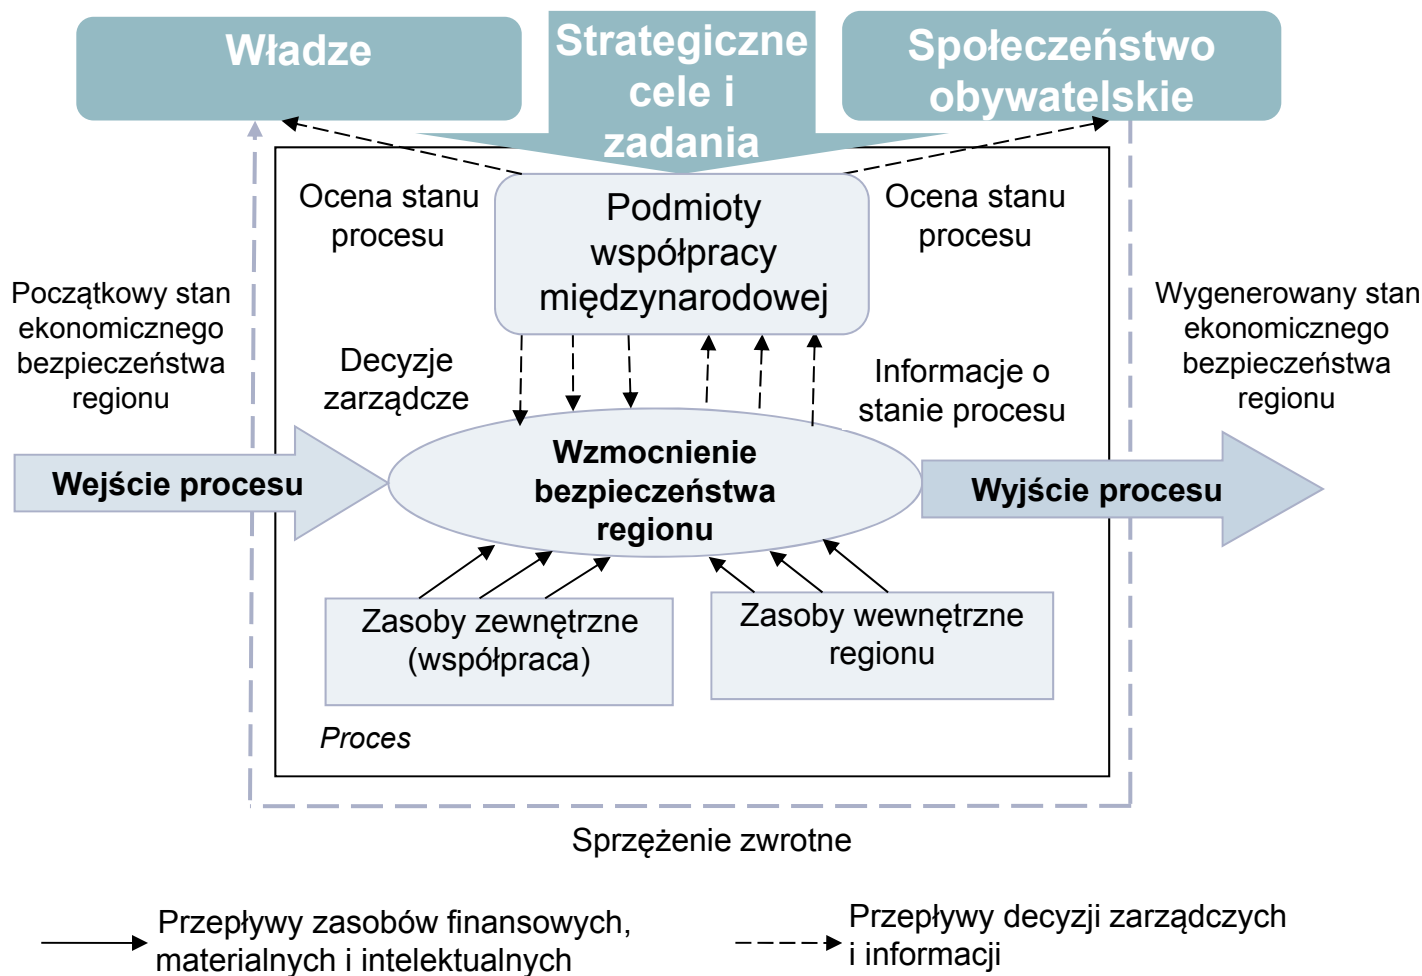 Władze
Strategiczne
cele i
zadania
Społeczeństwo
obywatelskie
Ocena stanu
procesu
Podmioty
współpracy
międzynarodowej
Ocena stanu
procesu
Początkowy stan
ekonomicznego
bezpieczeństwa
regionu
Wygenerowany stan
ekonomicznego
bezpieczeństwa
regionu
Decyzje
zarządcze
Informacje o
stanie procesu
Wejście procesu
Wzmocnienie
bezpieczeństwa
regionu
Wyjście procesu
Zasoby zewnętrzne
(współpraca)
Zasoby wewnętrzne
regionu
Proces
Sprzężenie zwrotne
Przepływy zasobów finansowych,
materialnych i intelektualnych
Przepływy decyzji zarządczych
i informacji